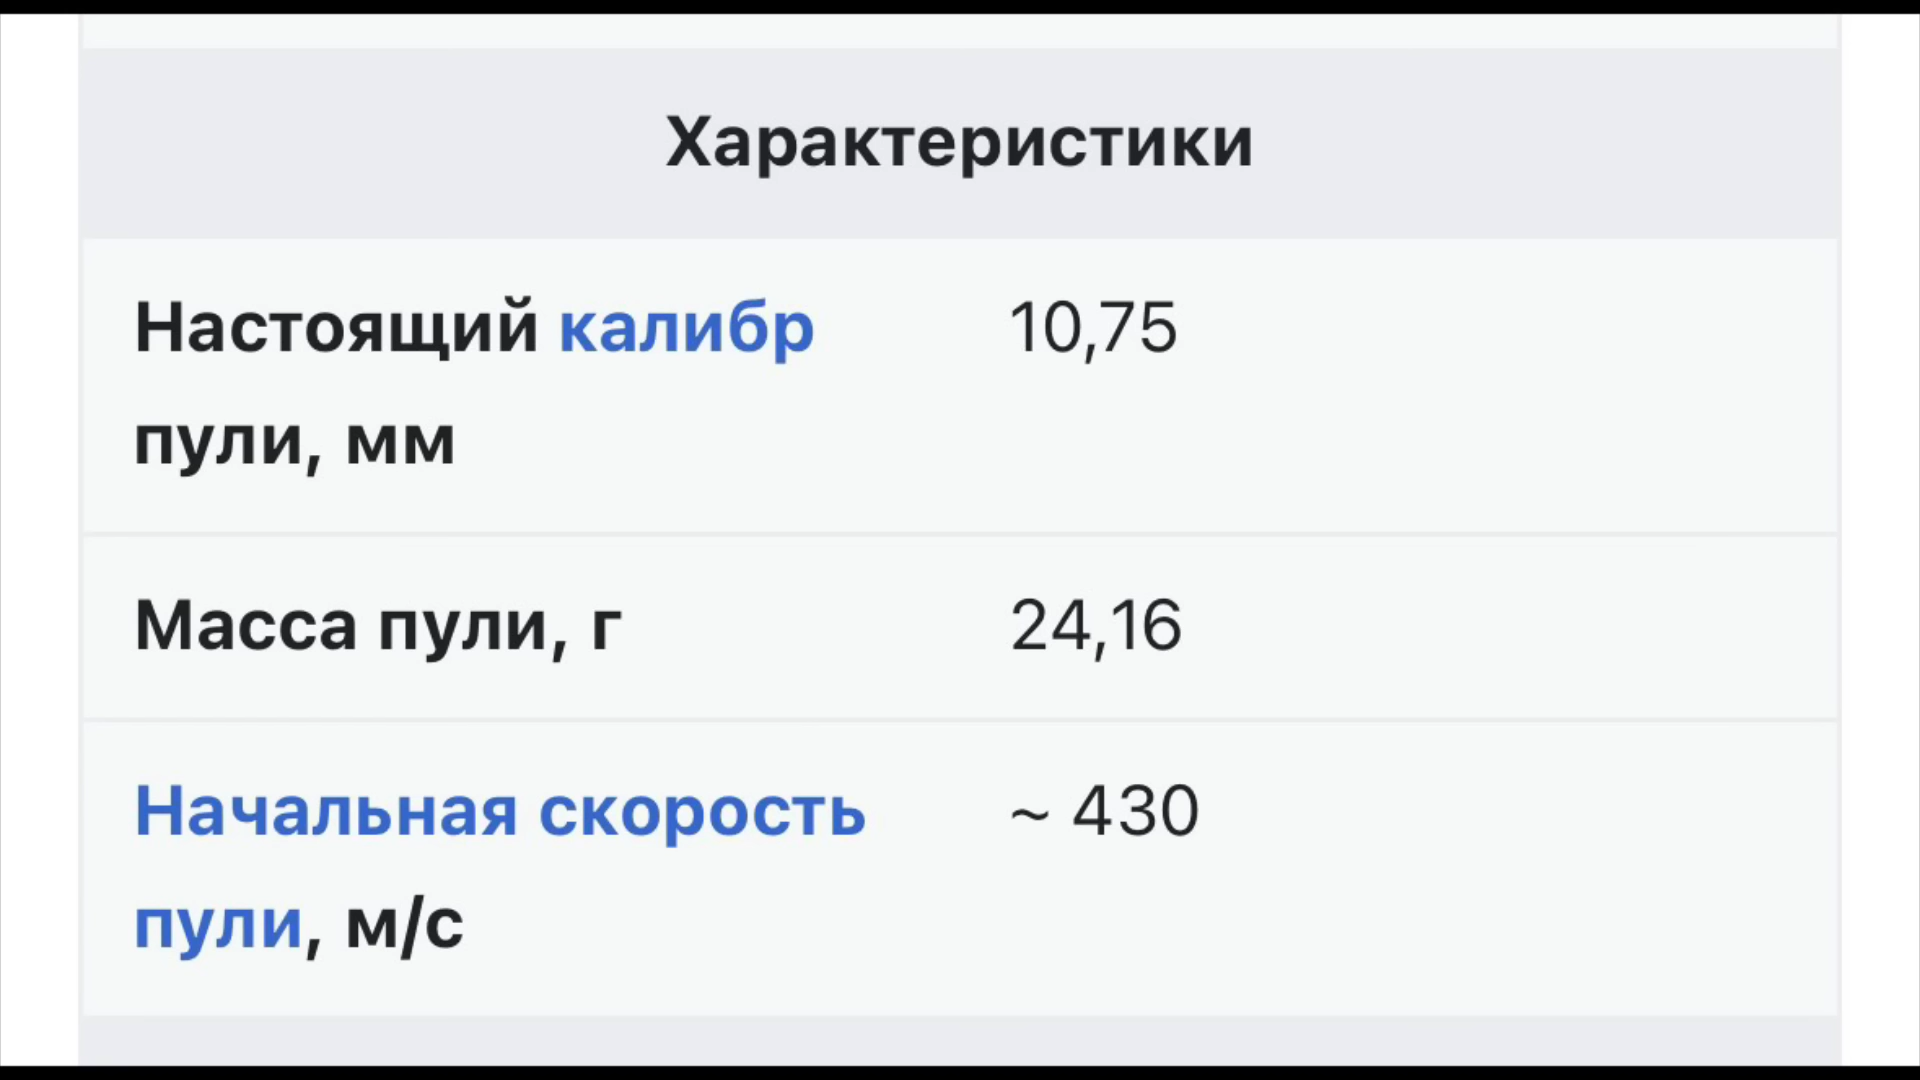 Характеристики
Настоящий калибр 10,75
пули, мм
Масса пули, г 24,16
Начальная скорость ~ 430
пули, м/с